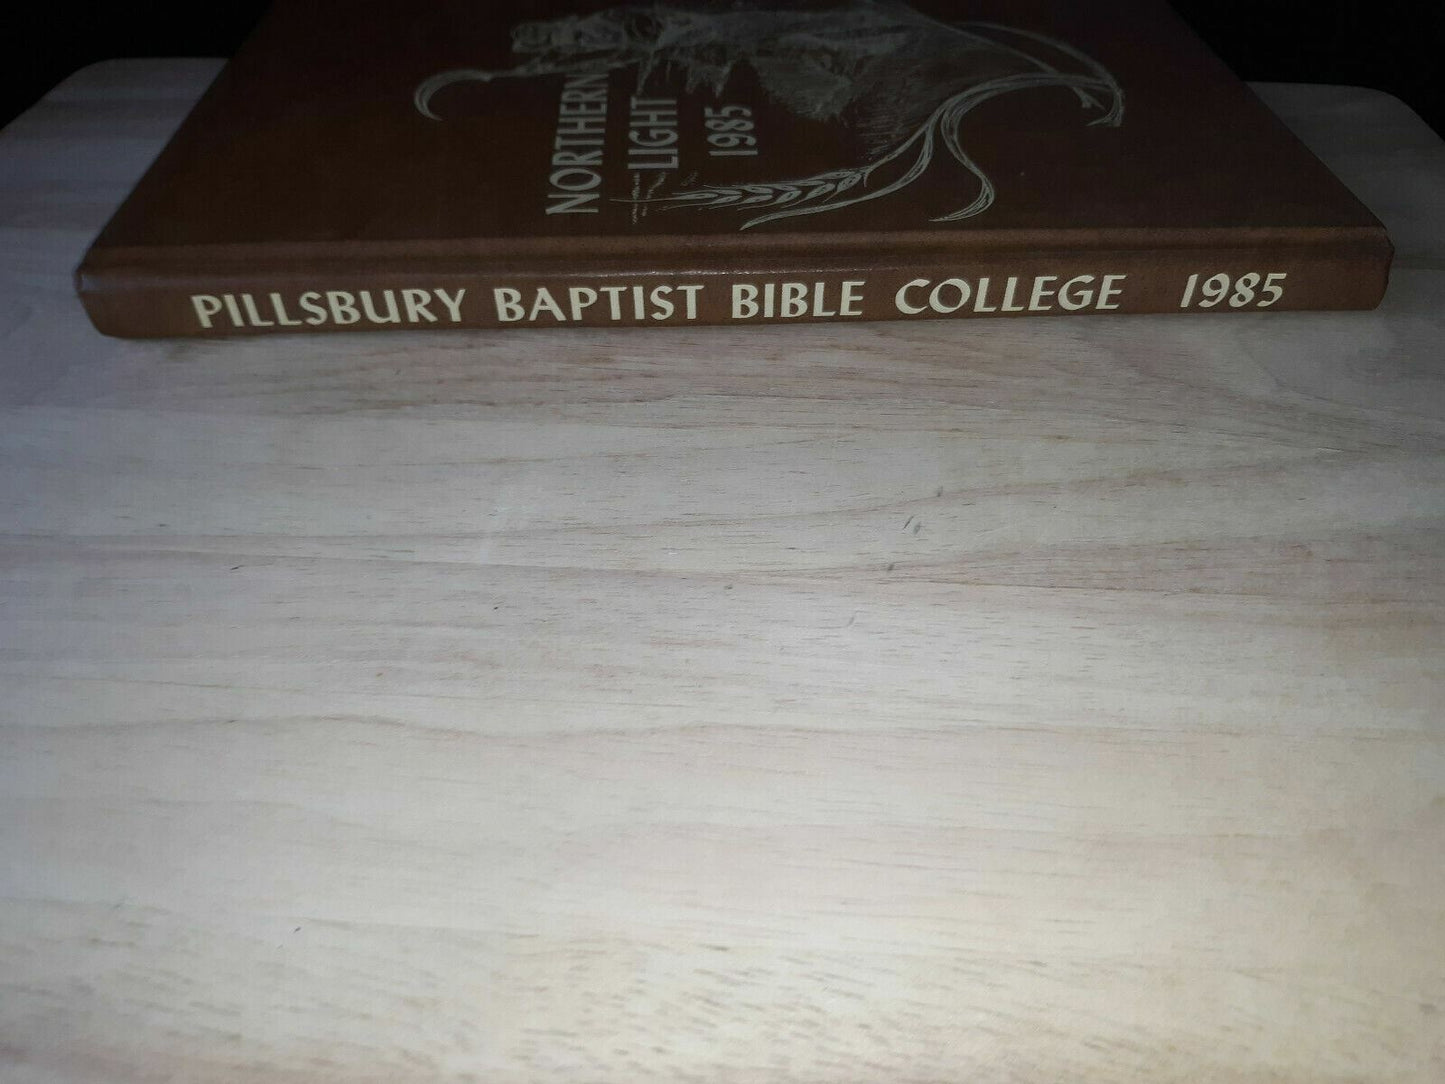 NORTHERN
LIGHT
1985
PILLSBURY BAPTIST BIBLE COLLEGE 1985